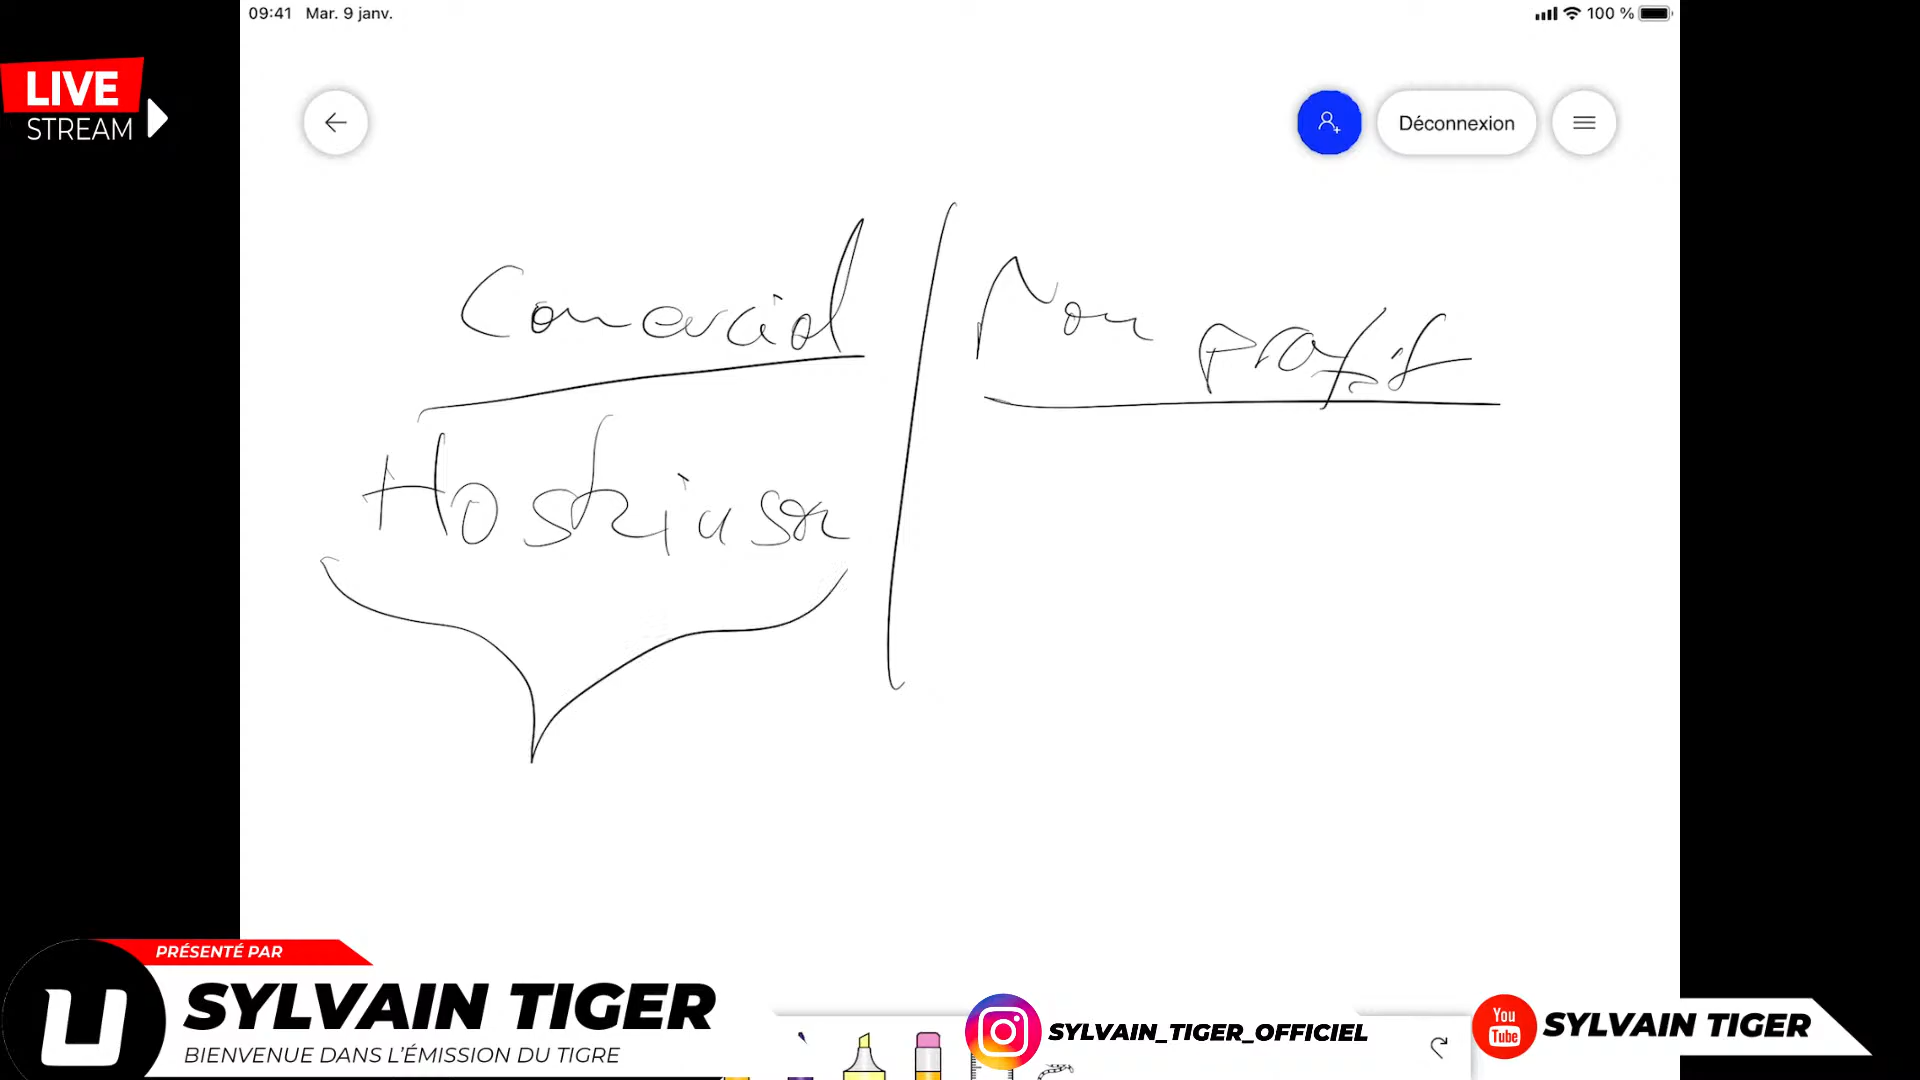 09:41 Mar. 9 janv. 100 %
LIVE
STREAM
Déconnexion
Comercial
Non profit
PRÉSENTÉ PAR
SYLVAIN TIGER
BIENVENUE DANS L'ÉMISSION DU TIGRE
SYLVAIN_TIGER_OFFICIEL
You
Tube
SYLVAIN TIGER